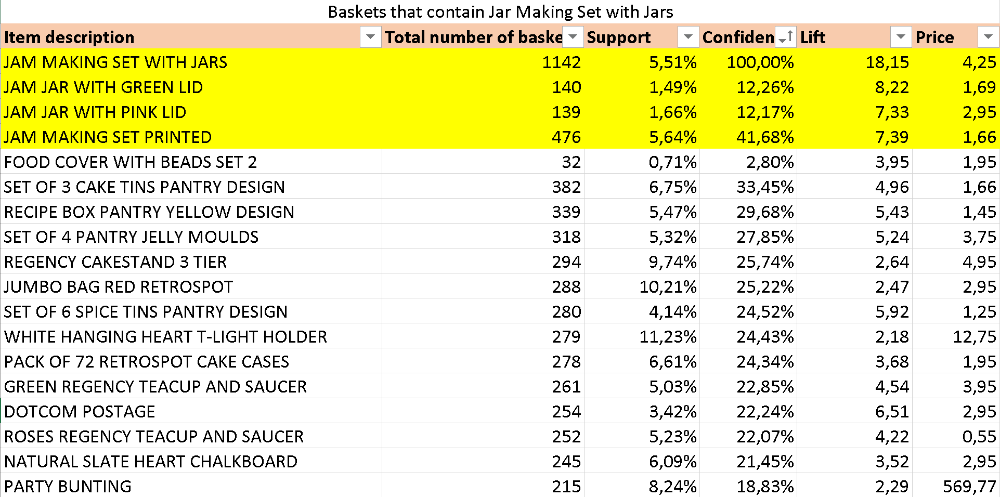 Baskets that contain Jar Making Set with Jars
Item description Total number of baske Support Confiden Lift Price
JAM MAKING SET WITH JARS 1142 5,51% 100,00% 18,15 4,25
JAM JAR WITH GREEN LID 140 1,49% 12,26% 8,22 1,69
JAM JAR WITH PINK LID 139 1,66% 12,17% 7,33 2,95
JAM MAKING SET PRINTED 476 5,64% 41,68% 7,39 1,66
FOOD COVER WITH BEADS SET 2 32 0,71% 2,80% 3,95 1,95
SET OF 3 CAKE TINS PANTRY DESIGN 382 6,75% 33,45% 4,96 1,66
RECIPE BOX PANTRY YELLOW DESIGN 339 5,47% 29,68% 5,43 1,45
SET OF 4 PANTRY JELLY MOULDS 318 5,32% 27,85% 5,24 3,75
REGENCY CAKESTAND 3 TIER 294 9,74% 25,74% 2,64 4,95
JUMBO BAG RED RETROSPOT 288 10,21% 25,22% 2,47 2,95
SET OF 6 SPICE TINS PANTRY DESIGN 280 4,14% 24,52% 5,92 1,25
WHITE HANGING HEART T-LIGHT HOLDER 279 11,23% 24,43% 2,18 12,75
PACK OF 72 RETROSPOT CAKE CASES 278 6,61% 24,34% 3,68 1,95
GREEN REGENCY TEACUP AND SAUCER 261 5,03% 22,85% 4,54 3,95
DOTCOM POSTAGE 254 3,42% 22,24% 6,51 2,95
ROSES REGENCY TEACUP AND SAUCER 252 5,23% 22,07% 4,22 0,55
NATURAL SLATE HEART CHALKBOARD 245 6,09% 21,45% 3,52 2,95
PARTY BUNTING 215 8,24% 18,83% 2,29 569,77